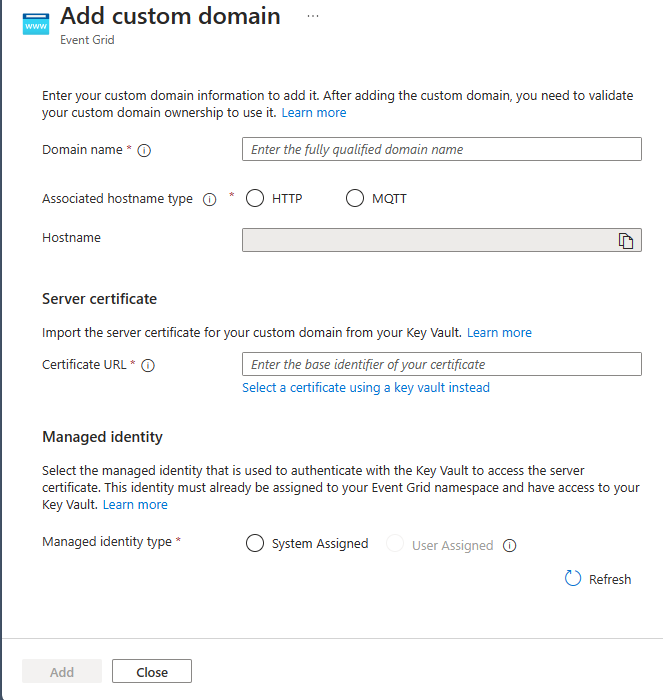 www
Add custom domain ...
Event Grid
Enter your custom domain information to add it. After adding the custom domain, you need to validate
your custom domain ownership to use it. Learn more
Domain name *
Enter the fully qualified domain name
Associated hostname type * HTTP MQTT
Hostname
Server certificate
Import the server certificate for your custom domain from your Key Vault. Learn more
Certificate URL *
Enter the base identifier of your certificate
Select a certificate using a key vault instead
Managed identity
Select the managed identity that is used to authenticate with the Key Vault to access the server
certificate. This identity must already be assigned to your Event Grid namespace and have access to your
Key Vault. Learn more
Managed identity type * System Assigned User Assigned
Refresh
Add Close